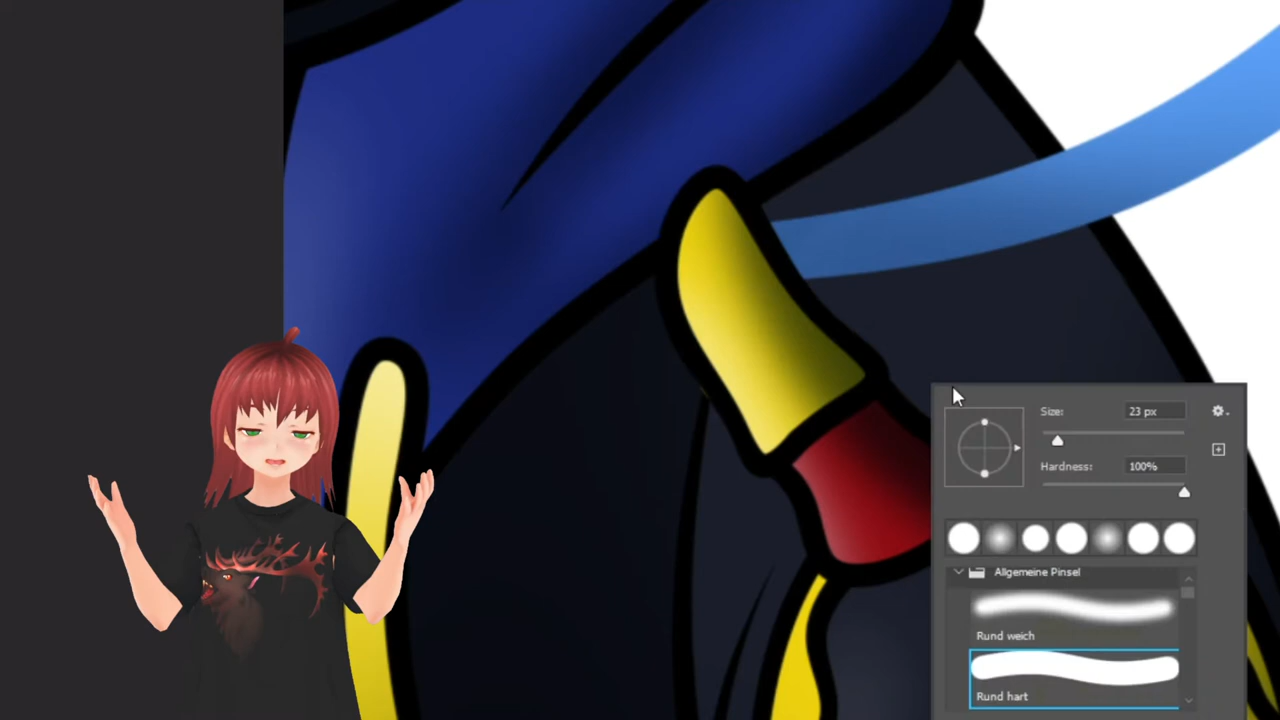 Size: 23 px
Hardness: 100%
Allgemeine Pinsel
Rund weich
Rund hart